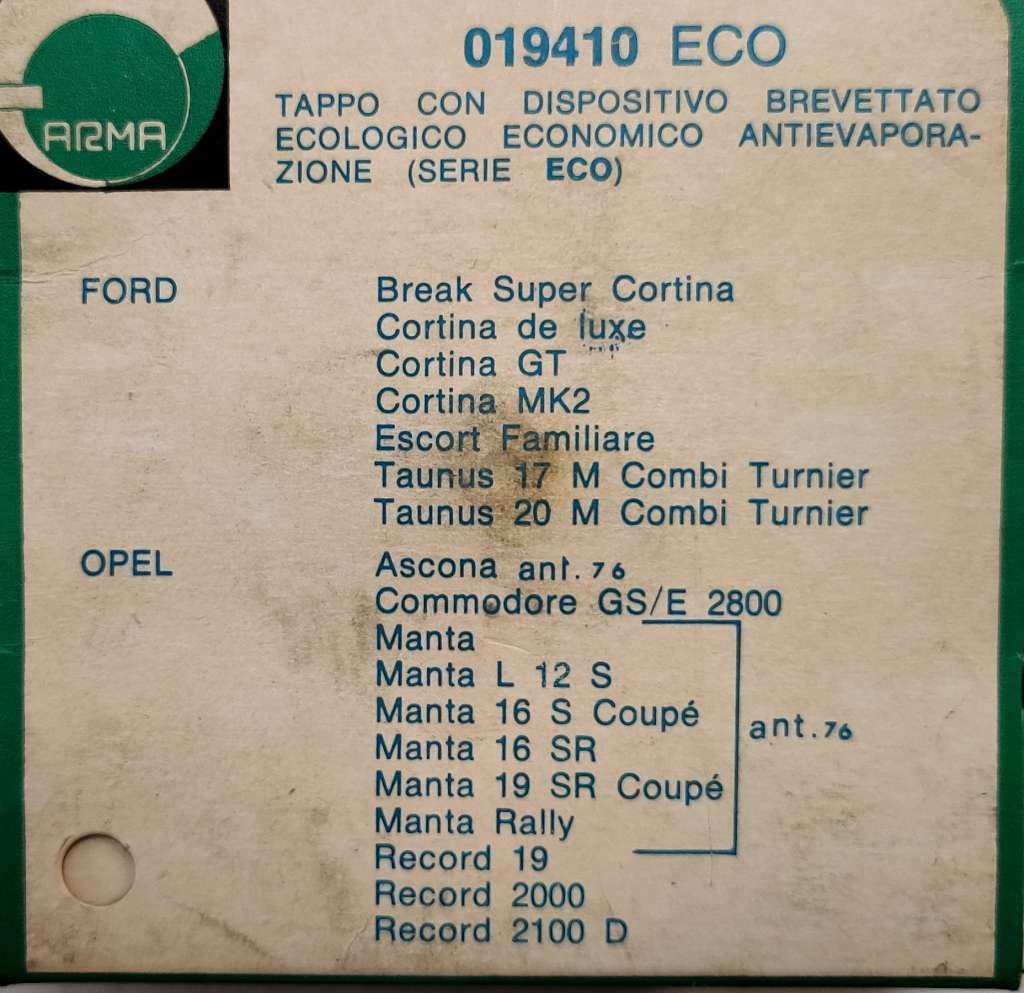 ARMA
019410 ECO
TAPPO CON DISPOSITIVO BREVETTATO
ECOLOGICO ECONOMICO ANTIEVAPORA-
ZIONE (SERIE ECO)
FORD
Break Super Cortina
Cortina de luxe
Cortina GT
Cortina MK2
Escort Familiare
Taunus 17 M Combi Turnier
Taunus 20 M Combi Turnier
OPEL
Ascona ant. 76
Commodore GS/E 2800
Manta
Manta L 12 S
Manta 16 S Coupé
Manta 16 SR
Manta 19 SR Coupé
Manta Rally
ant. 76
Record 19
Record 2000
Record 2100 D